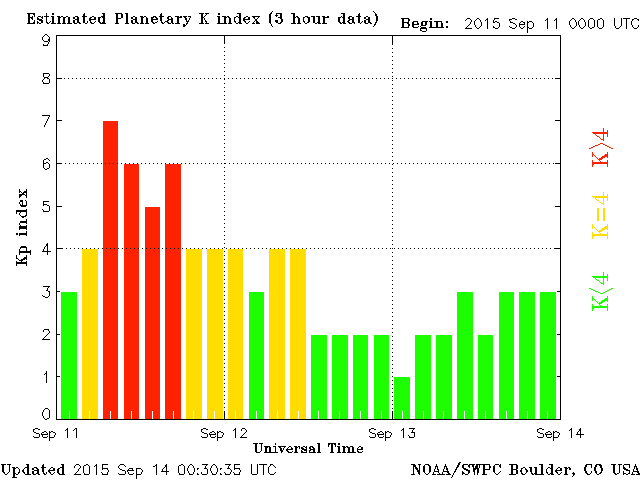 Estimated Planetary K index (3 hour data) Begin: 2015 Sep 11 0000 UTC
9
8
7
6
5
4
3
2
1
0
Kp index
K>4
K=4
K<4
Sep 11 Sep 12 Sep 13 Sep 14
Universal Time
Updated 2015 Sep 14 00:30:35 UTC NOAA/SWPC Boulder, CO USA